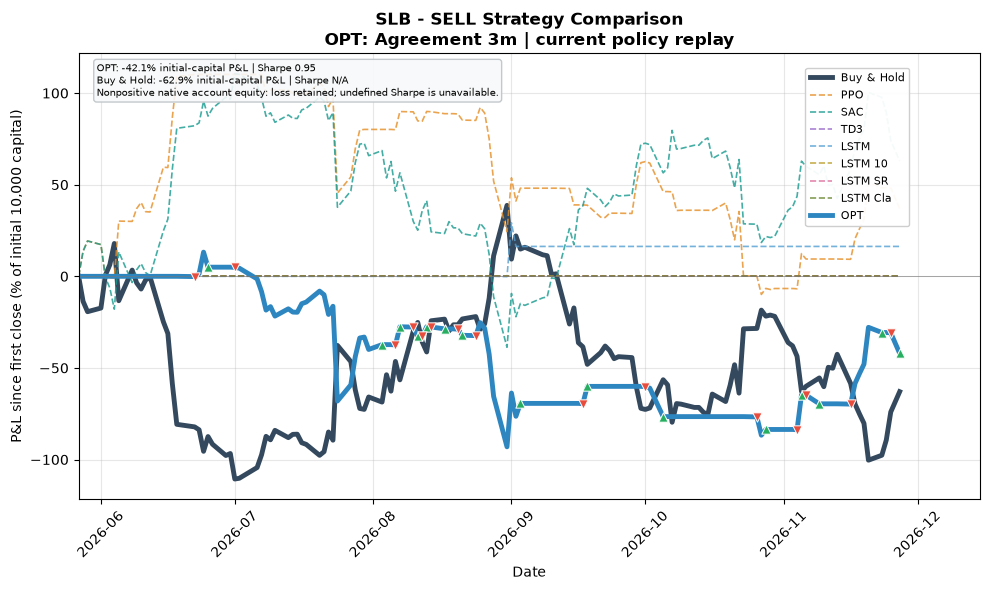 SLB - SELL Strategy Comparison
OPT: Agreement 3m | current policy replay
OPT: -42.1% initial-capital P&L | Sharpe 0.95
Buy & Hold: -62.9% initial-capital P&L | Sharpe N/A
Nonpositive native account equity: loss retained; undefined Sharpe is unavailable.
Buy & Hold
PPO
SAC
TD3
LSTM
LSTM 10
LSTM SR
LSTM Cla
OPT
P&L since first close (% of initial 10,000 capital)
100
50
0
−50
−100
2026-06
2026-07
2026-08
2026-09
2026-10
2026-11
2026-12
Date